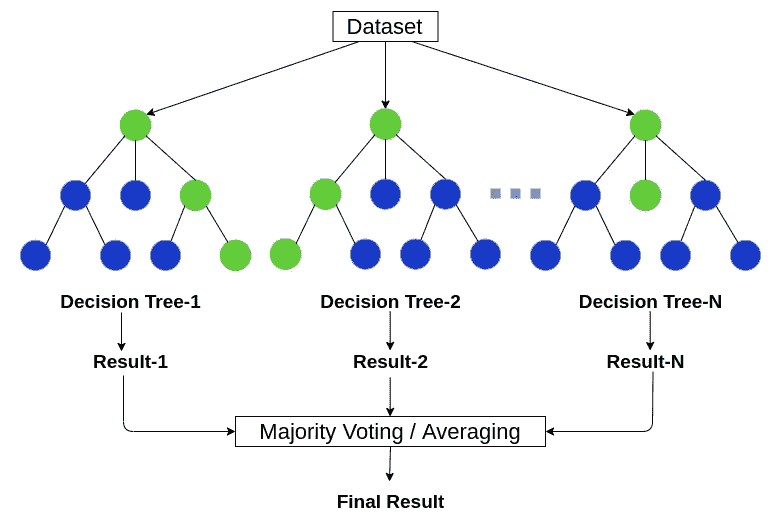 Dataset
Decision Tree-1
Decision Tree-2
Decision Tree-N
Result-1
Result-2
Result-N
Majority Voting / Averaging
Final Result